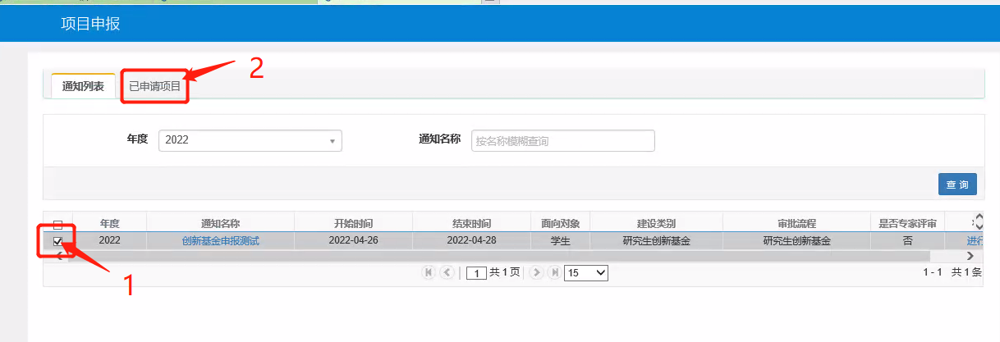 项目申报
2
通知列表 已申请项目
年度 2022 通知名称 按名称模糊查询
查 询
年度 通知名称 开始时间 结束时间 面向对象 建设类别 审批流程 是否专家评审
2022 创新基金申报测试 2022-04-26 2022-04-28 学生 研究生创新基金 研究生创新基金 否 进行
1 共 1 页 15 1 - 1 共 1 条
1